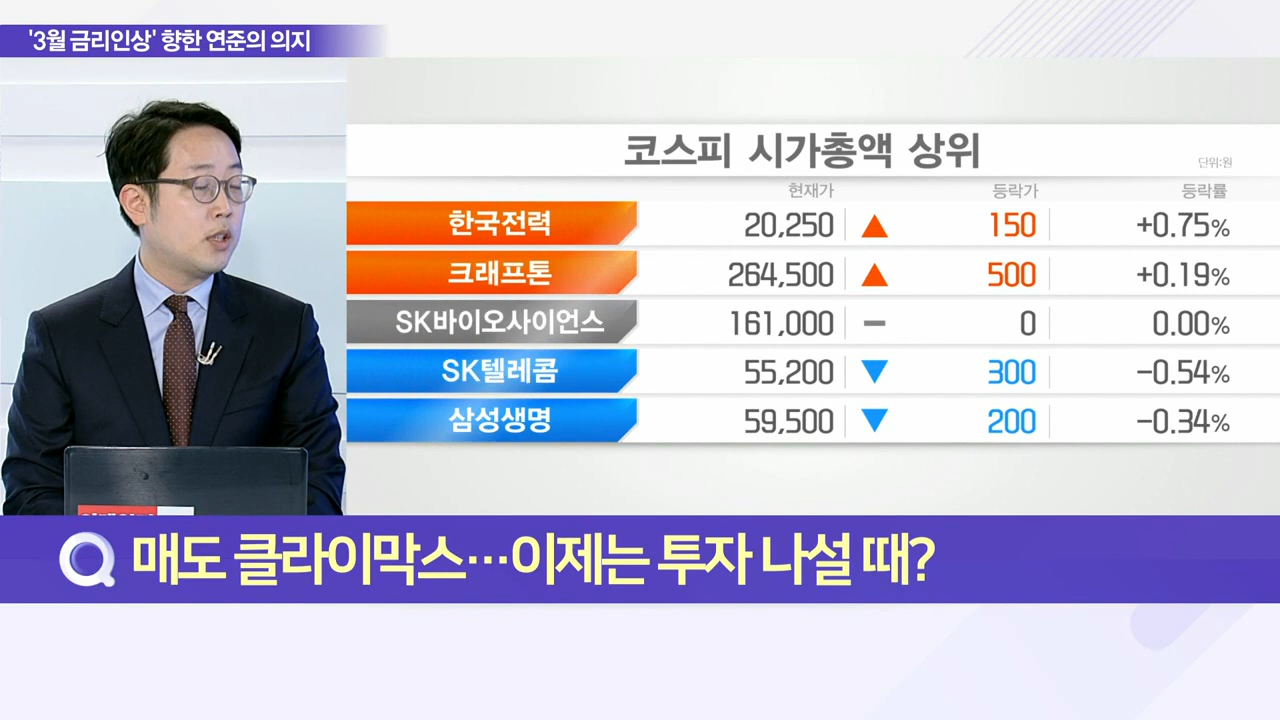 '3월 금리인상' 향한 연준의 의지
코스피 시가총액 상위
단위:원
현재가 등락가 등락률
한국전력 20,250 ▲ 150 +0.75%
크래프톤 264,500 ▲ 500 +0.19%
SK바이오사이언스 161,000 - 0 0.00%
SK텔레콤 55,200 ▼ 300 -0.54%
삼성생명 59,500 ▼ 200 -0.34%
Q 매도 클라이막스…이제는 투자 나설 때?